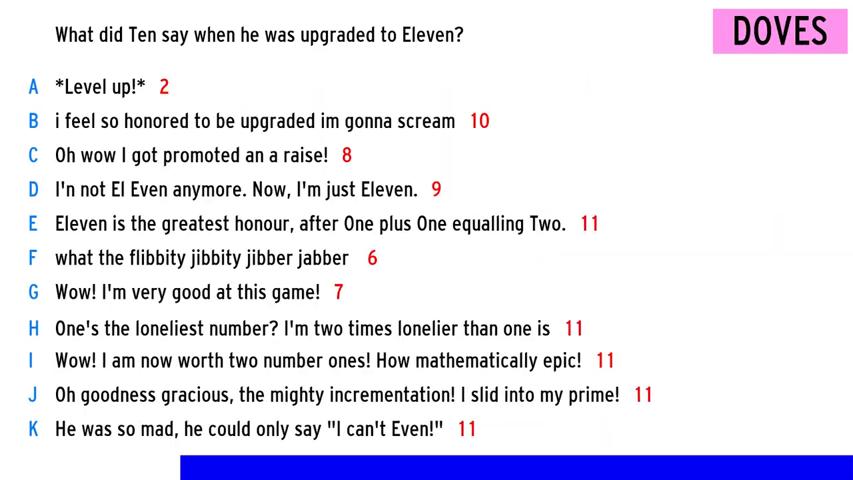 What did Ten say when he was upgraded to Eleven?
DOVES
A *Level up!* 2
B i feel so honored to be upgraded im gonna scream 10
C Oh wow I got promoted an a raise! 8
D I'n not El Even anymore. Now, I'm just Eleven. 9
E Eleven is the greatest honour, after One plus One equalling Two. 11
F what the flibbity jibbity jibber jabber 6
G Wow! I'm very good at this game! 7
H One's the loneliest number? I'm two times lonelier than one is 11
I Wow! I am now worth two number ones! How mathematically epic! 11
J Oh goodness gracious, the mighty incrementation! I slid into my prime! 11
K He was so mad, he could only say "I can't Even!" 11